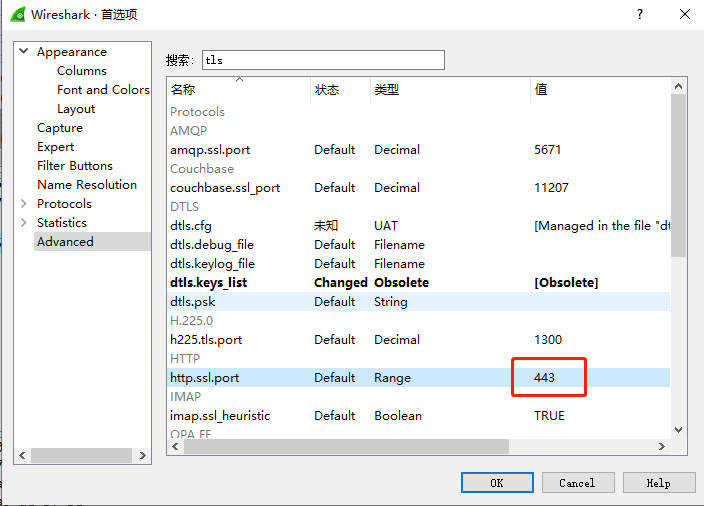 Wireshark · 首选项
Appearance
Columns
Font and Colors
Layout
Capture
Expert
Filter Buttons
Name Resolution
Protocols
Statistics
Advanced
搜索: tls
名称 状态 类型 值
Protocols
AMQP
amqp.ssl.port Default Decimal 5671
Couchbase
couchbase.ssl_port Default Decimal 11207
DTLS
dtls.cfg 未知 UAT [Managed in the file "dt
dtls.debug_file Default Filename
dtls.keylog_file Default Filename
dtls.keys_list Changed Obsolete [Obsolete]
dtls.psk Default String
H.225.0
h225.tls.port Default Decimal 1300
HTTP
http.ssl.port Default Range 443
IMAP
imap.ssl_heuristic Default Boolean TRUE
OK Cancel Help